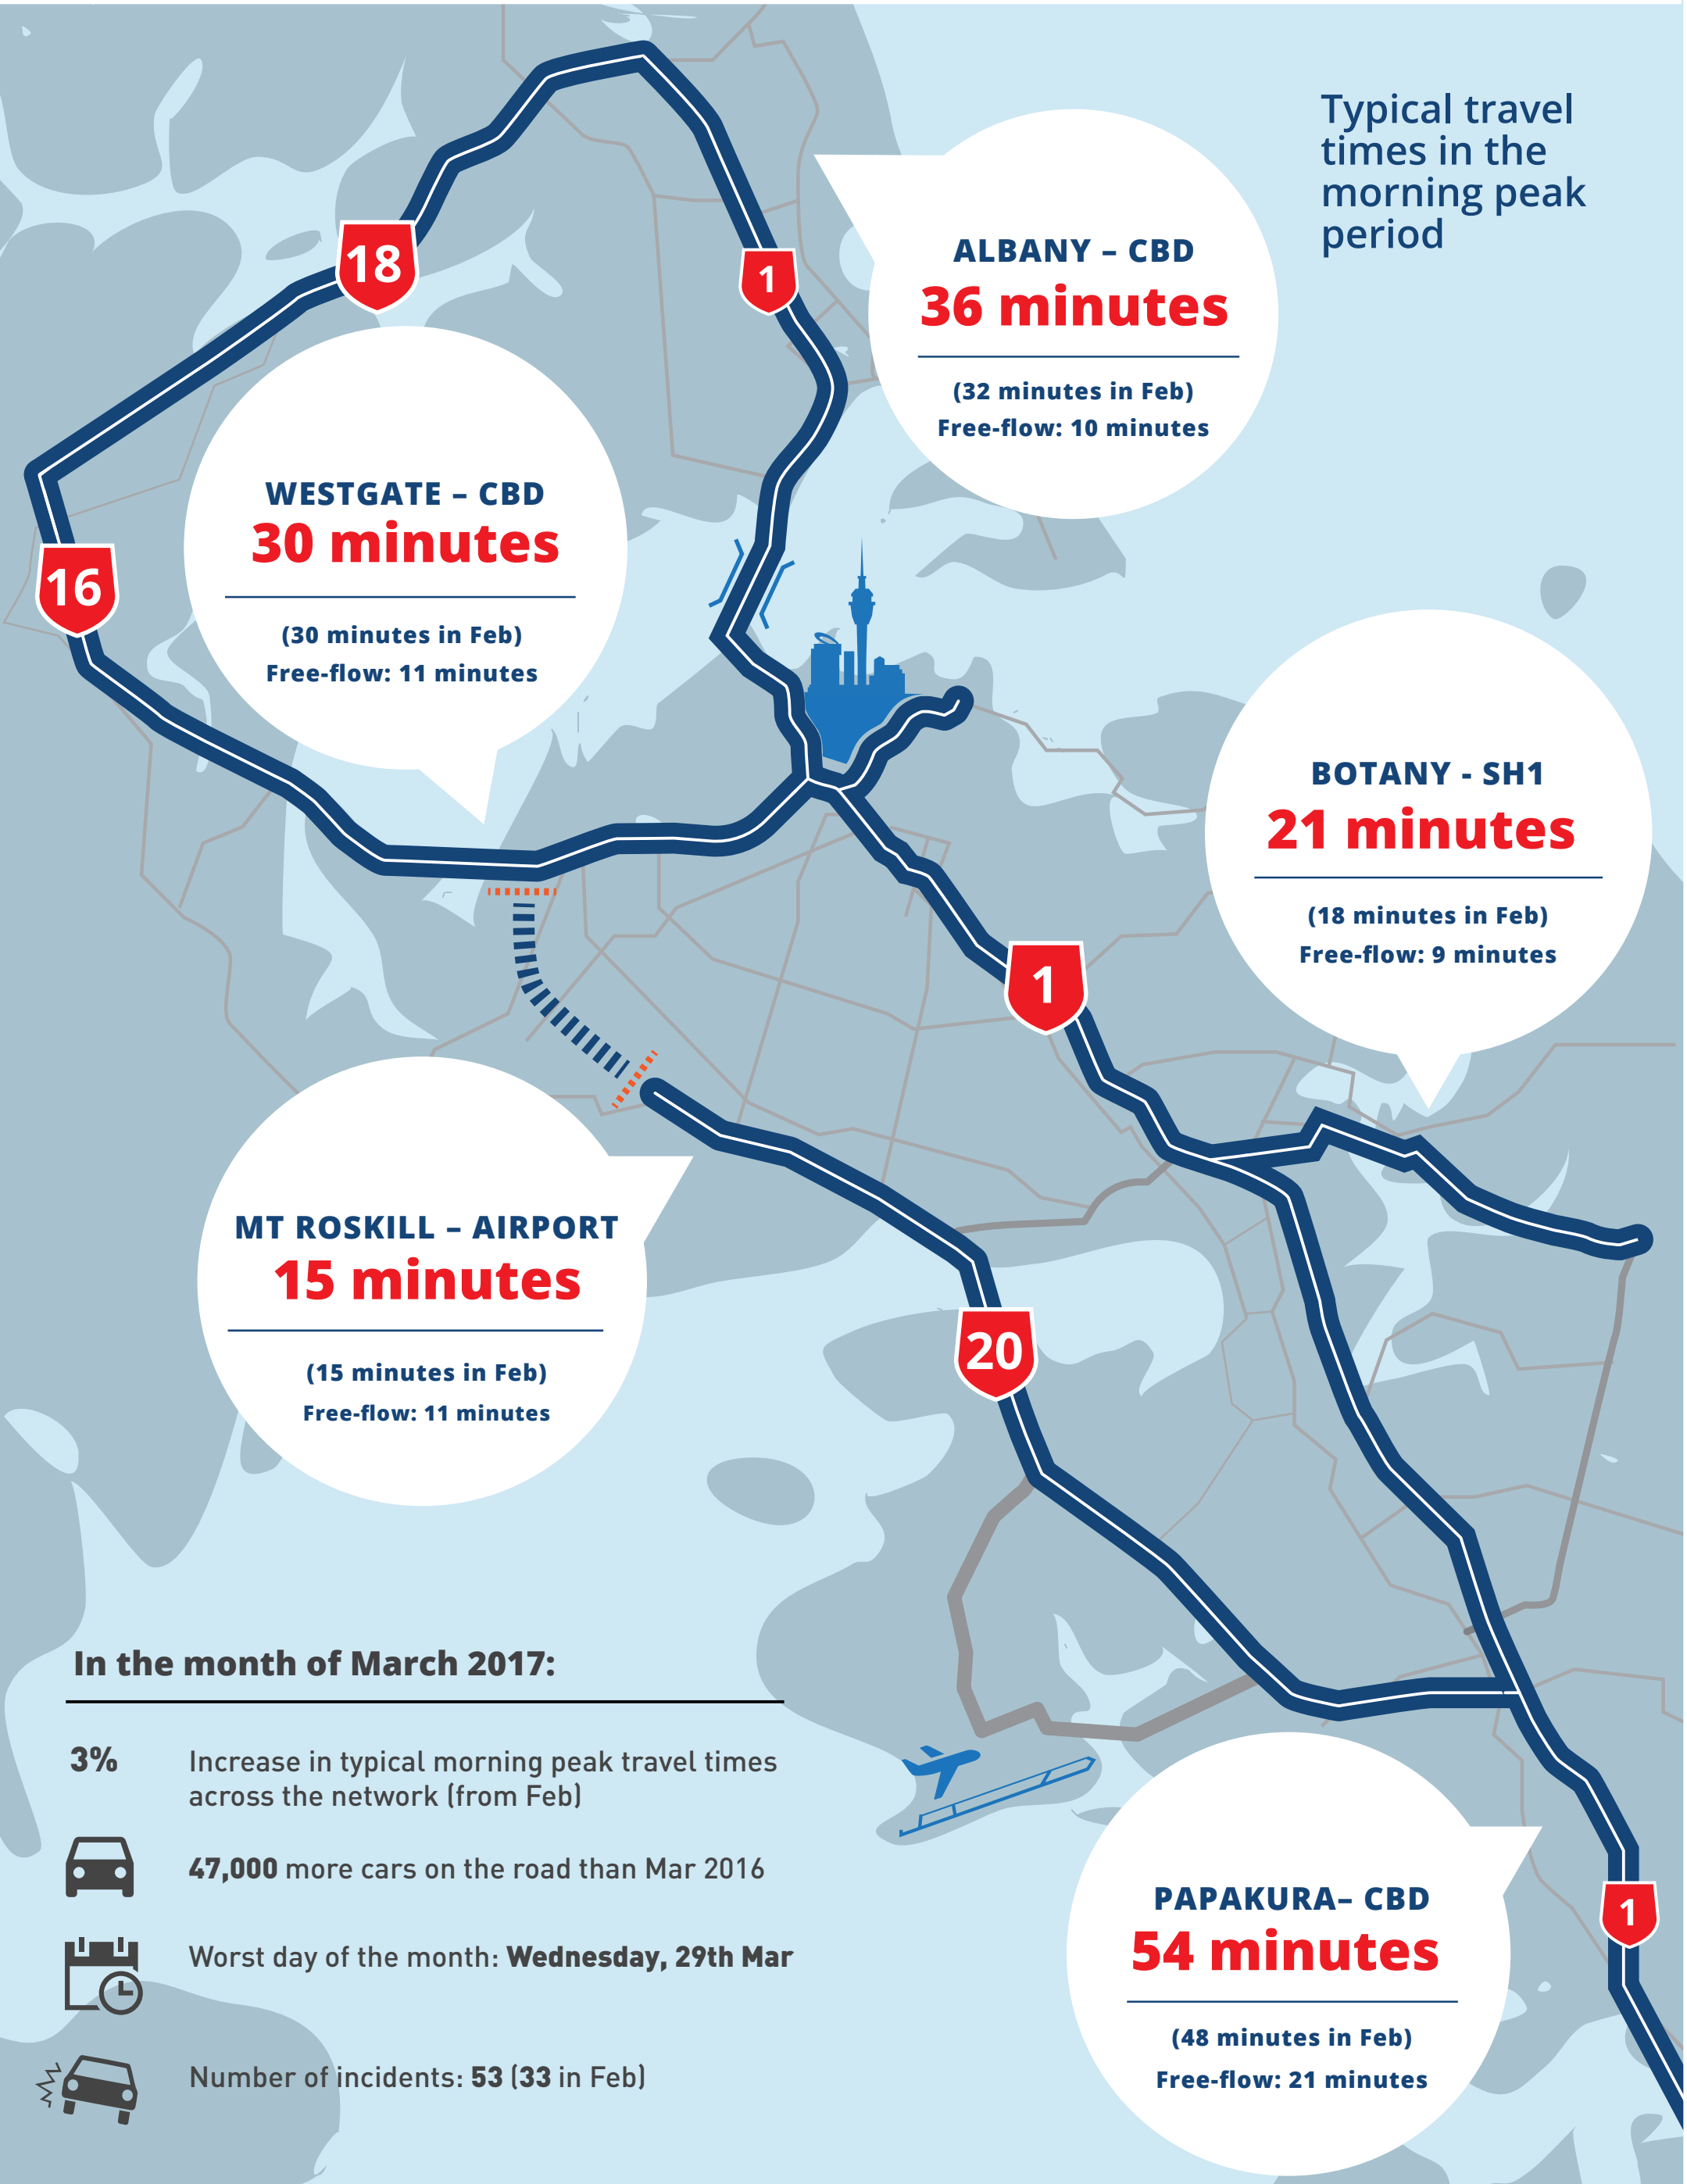 Typical travel
times in the
morning peak
period
18
1
ALBANY – CBD
36 minutes
(32 minutes in Feb)
Free-flow: 10 minutes
WESTGATE – CBD
30 minutes
(30 minutes in Feb)
Free-flow: 11 minutes
16
BOTANY - SH1
21 minutes
(18 minutes in Feb)
Free-flow: 9 minutes
1
MT ROSKILL – AIRPORT
15 minutes
(15 minutes in Feb)
Free-flow: 11 minutes
20
In the month of March 2017:
3% Increase in typical morning peak travel times
across the network (from Feb)
47,000 more cars on the road than Mar 2016
Worst day of the month: Wednesday, 29th Mar
Number of incidents: 53 (33 in Feb)
PAPAKURA– CBD
54 minutes
(48 minutes in Feb)
Free-flow: 21 minutes
1